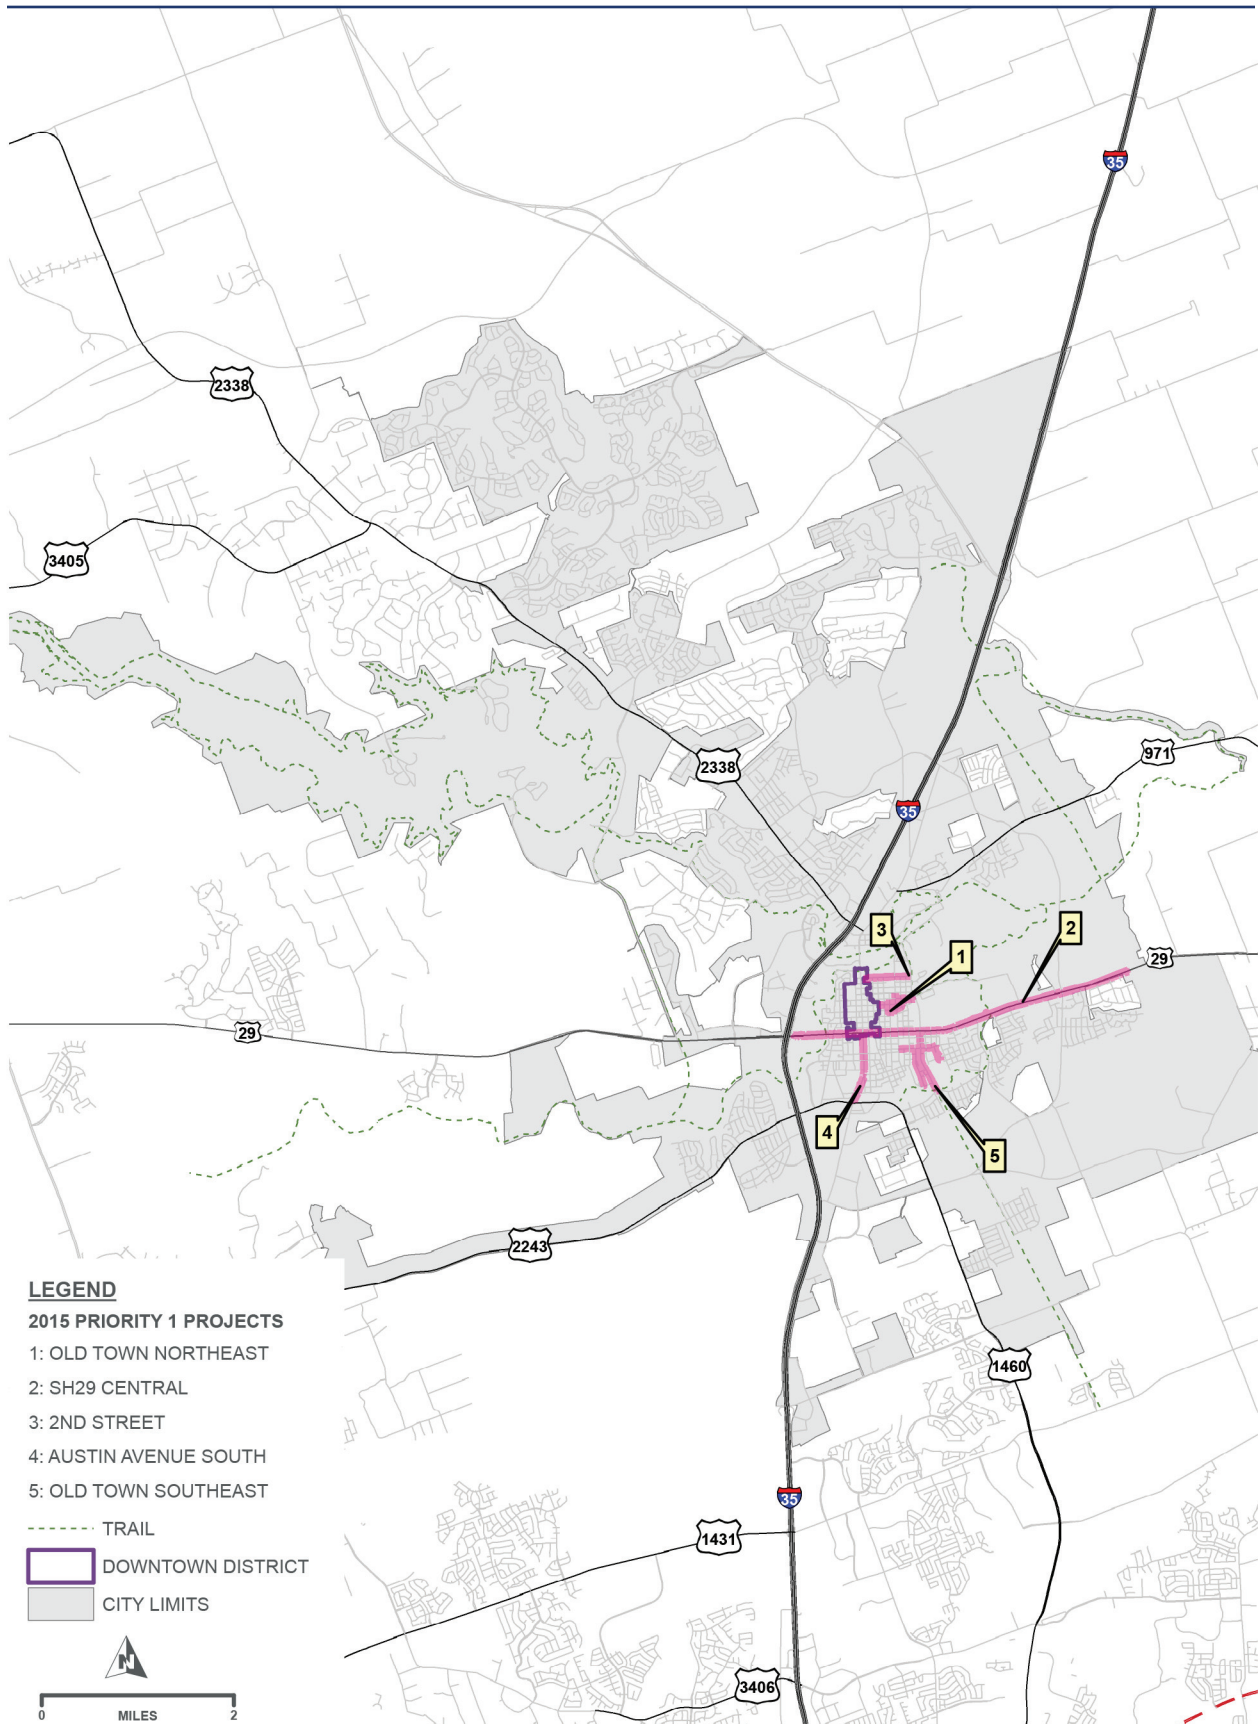 35
2338
3405
971
2338
35
3
1
2
29
29
4
5
2243
1460
35
1431
3406
LEGEND
2015 PRIORITY 1 PROJECTS
1: OLD TOWN NORTHEAST
2: SH29 CENTRAL
3: 2ND STREET
4: AUSTIN AVENUE SOUTH
5: OLD TOWN SOUTHEAST
TRAIL
DOWNTOWN DISTRICT
CITY LIMITS
N
0 MILES 2